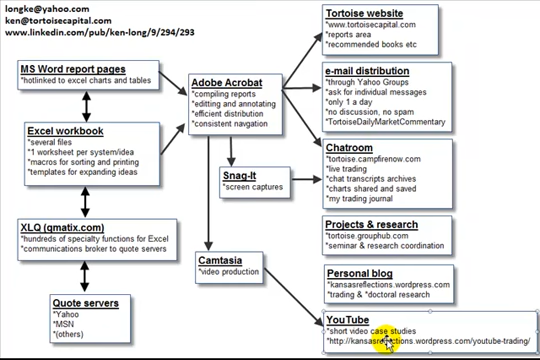 longke@yahoo.com
ken@tortoisecapital.com
www.linkedin.com/pub/ken-long/9/294/293
MS Word report pages
*hotlinked to excel charts and tables
Excel workbook
*several files
*1 worksheet per system/idea
*macros for sorting and printing
*templates for expanding ideas
XLQ (qmatix.com)
*hundreds of specialty functions for Excel
*communications broker to quote servers
Quote servers
*Yahoo
*MSN
*(others)
Adobe Acrobat
*compiling reports
*editting and annotating
*efficient distribution
*consistent navgation
Snag-It
*screen captures
Camtasia
*video production
Tortoise website
*www.tortoisecapital.com
*reports area
*recommended books etc
e-mail distribution
*through Yahoo Groups
*ask for individual messages
*only 1 a day
*no discussion, no spam
*TortoiseDailyMarketCommentary
Chatroom
*tortoise.campfirenow.com
*live trading
*chat transcripts archives
*charts shared and saved
*my trading journal
Projects & research
*tortoise.grouphub.com
*seminar & research coordination
Personal blog
*kansasreflections.wordpress.com
trading & *doctoral research
YouTube
*short video case studies
*http://kansasreflections.wordpress.com/youtube-trading/